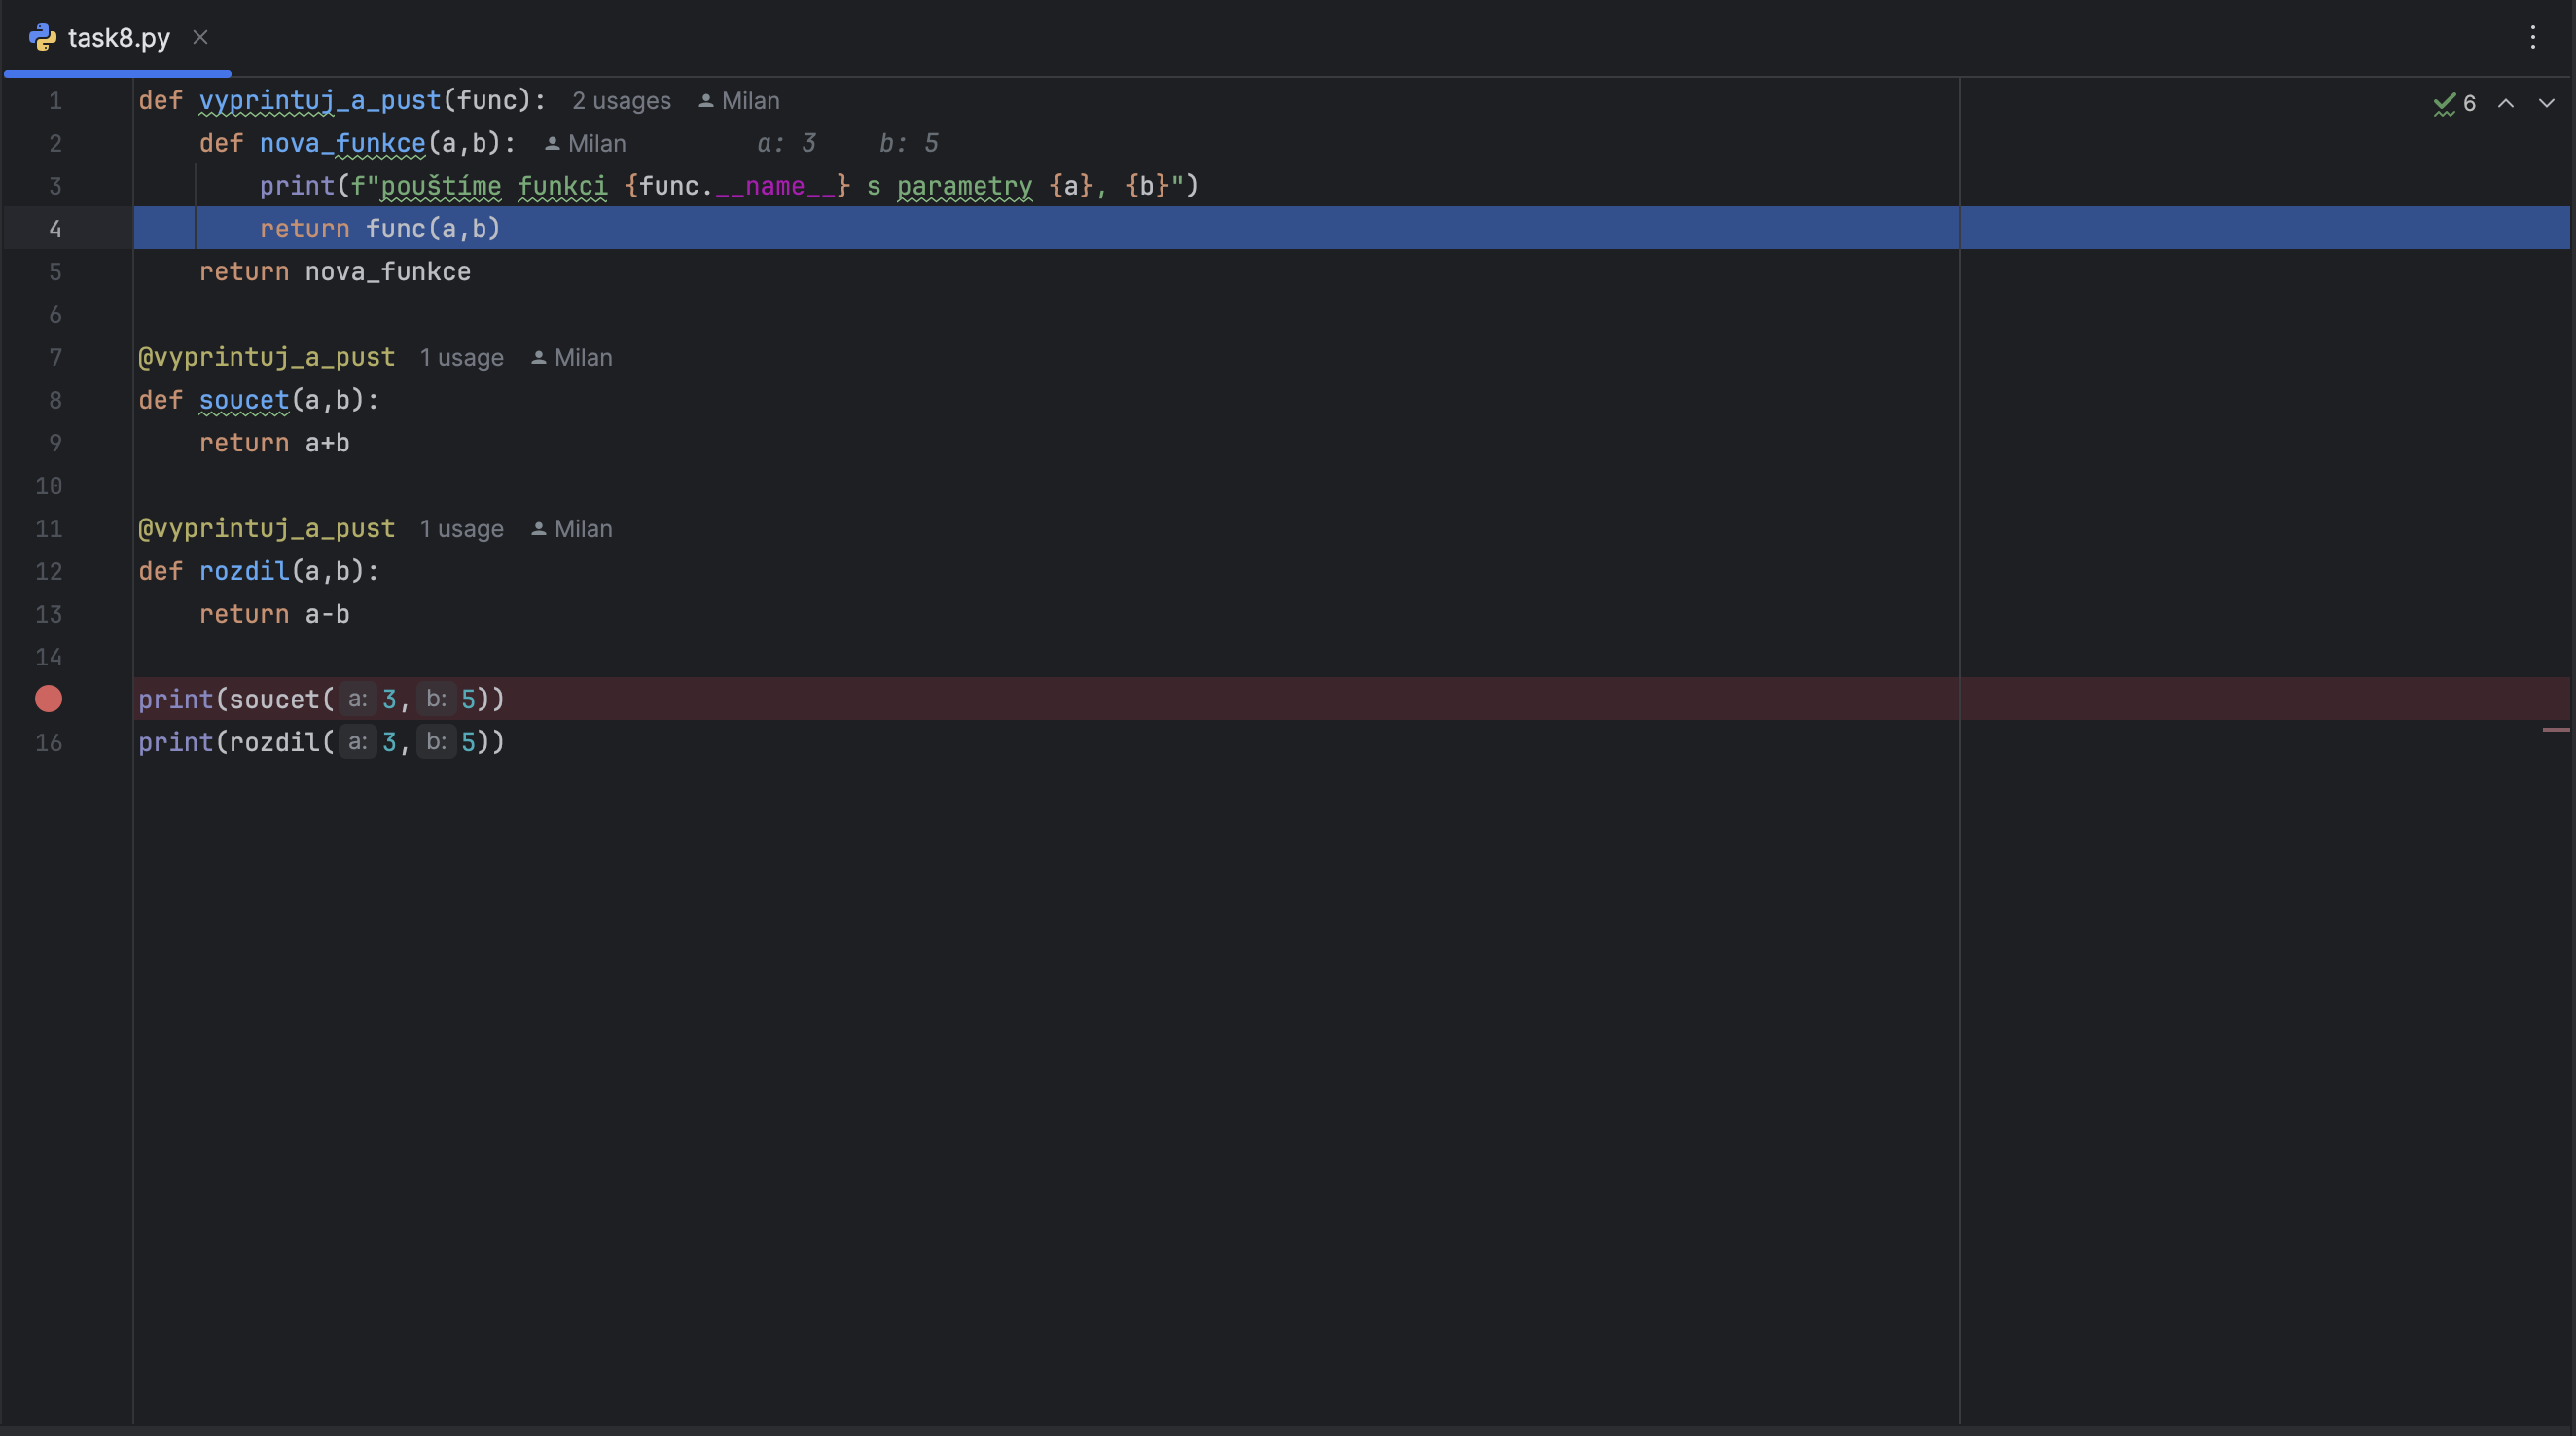 task8.py
1 def vyprintuj_a_pust(func): 2 usages Milan 6
2 def nova_funkce(a,b): Milan a: 3 b: 5
3 print(f"pouštíme funkci {func.__name__} s parametry {a}, {b}")
4 return func(a,b)
5 return nova_funkce
6
7 @vyprintuj_a_pust 1 usage Milan
8 def soucet(a,b):
9 return a+b
10
11 @vyprintuj_a_pust 1 usage Milan
12 def rozdil(a,b):
13 return a-b
14
print(soucet( a: 3, b: 5))
16 print(rozdil( a: 3, b: 5))